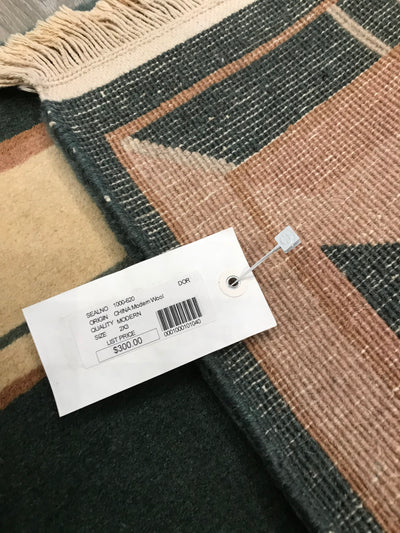 DOR
SEALNO 1000-620
ORIGIN CHINA Modern Wool
QUALITY MODERN
SIZE 2X3
LIST PRICE
$300.00
0001000101040